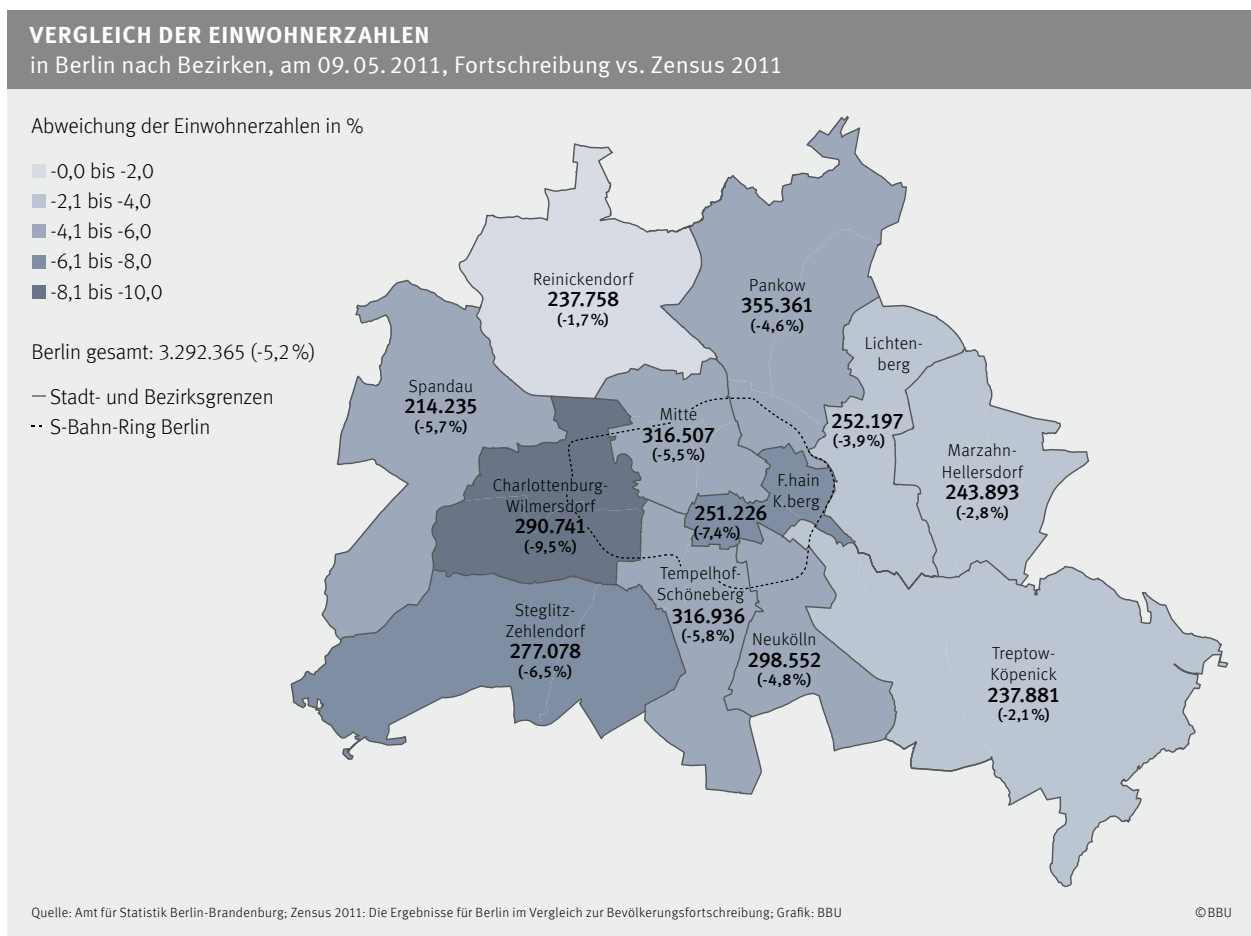 VERGLEICH DER EINWOHNERZAHLEN
in Berlin nach Bezirken, am 09.05.2011, Fortschreibung vs. Zensus 2011
Abweichung der Einwohnerzahlen in %
-0,0 bis -2,0
-2,1 bis -4,0
-4,1 bis -6,0
-6,1 bis -8,0
-8,1 bis -10,0
Berlin gesamt: 3.292.365 (-5,2%)
Stadt- und Bezirksgrenzen
S-Bahn-Ring Berlin
Reinickendorf
237.758
(-1,7%)
Pankow
355.361
(-4,6%)
Lichten-
berg
252.197
(-3,9%)
Spandau
214.235
(-5,7%)
Mitte
316.507
(-5,5%)
Marzahn-
Hellersdorf
243.893
(-2,8%)
Charlottenburg-
Wilmersdorf
290.741
(-9,5%)
F.hain
K.berg
251.226
(-7,4%)
Tempelhof-
Schöneberg
316.936
(-5,8%)
Steglitz-
Zehlendorf
277.078
(-6,5%)
Neukölln
298.552
(-4,8%)
Treptow-
Köpenick
237.881
(-2,1%)
Quelle: Amt für Statistik Berlin-Brandenburg; Zensus 2011: Die Ergebnisse für Berlin im Vergleich zur Bevölkerungsfortschreibung; Grafik: BBU
©BBU